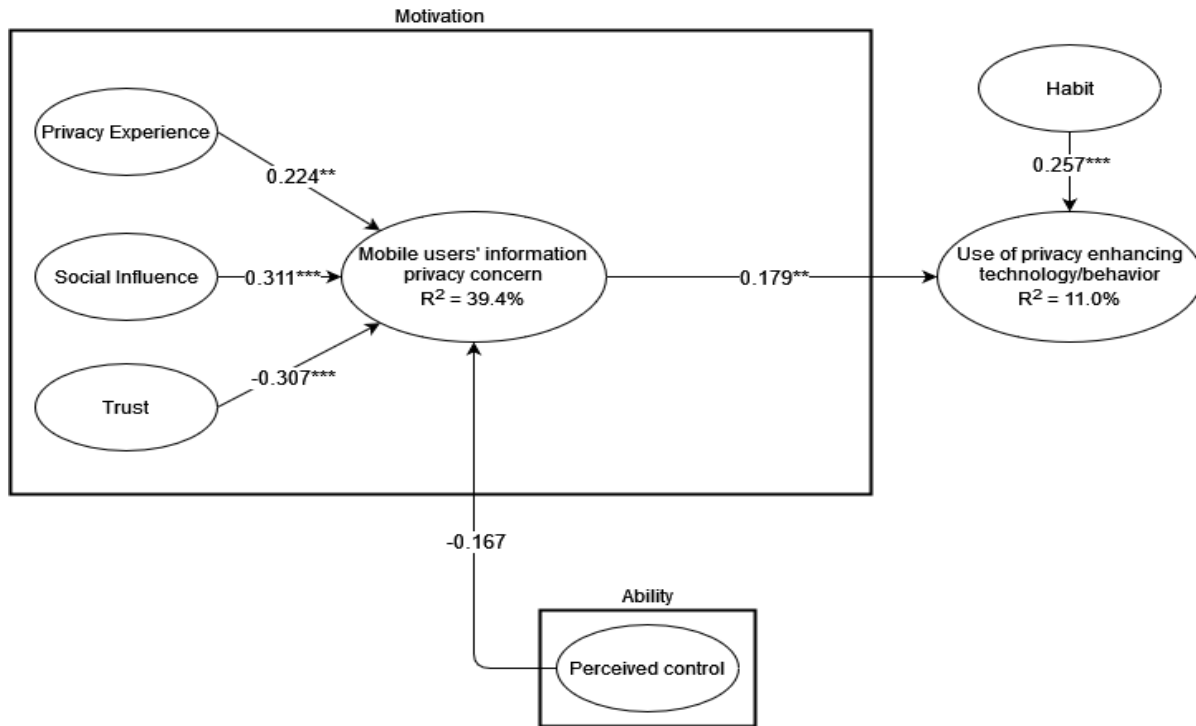 Motivation
Privacy Experience
Habit
0.224**
0.257***
Social Influence
0.311***
Mobile users' information
privacy concern
R² = 39.4%
0.179**
Use of privacy enhancing
technology/behavior
R² = 11.0%
-0.307***
Trust
-0.167
Ability
Perceived control